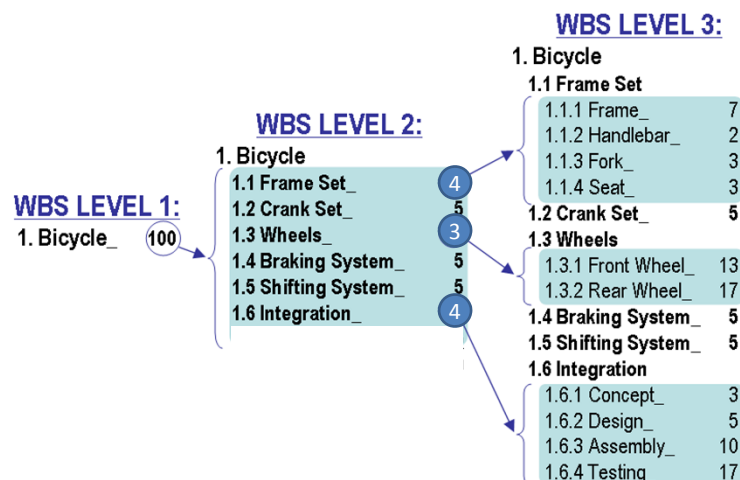 WBS LEVEL 1:
1. Bicycle_ 100
WBS LEVEL 2:
1. Bicycle
1.1 Frame Set_ 4
1.2 Crank Set_ 5
1.3 Wheels_ 3
1.4 Braking System_ 5
1.5 Shifting System_ 5
1.6 Integration_ 4
WBS LEVEL 3:
1. Bicycle
1.1 Frame Set
1.1.1 Frame_ 7
1.1.2 Handlebar_ 2
1.1.3 Fork_ 3
1.1.4 Seat_ 3
1.2 Crank Set_ 5
1.3 Wheels
1.3.1 Front Wheel_ 13
1.3.2 Rear Wheel_ 17
1.4 Braking System_ 5
1.5 Shifting System_ 5
1.6 Integration
1.6.1 Concept_ 3
1.6.2 Design_ 5
1.6.3 Assembly_ 10
1.6.4 Testing 17